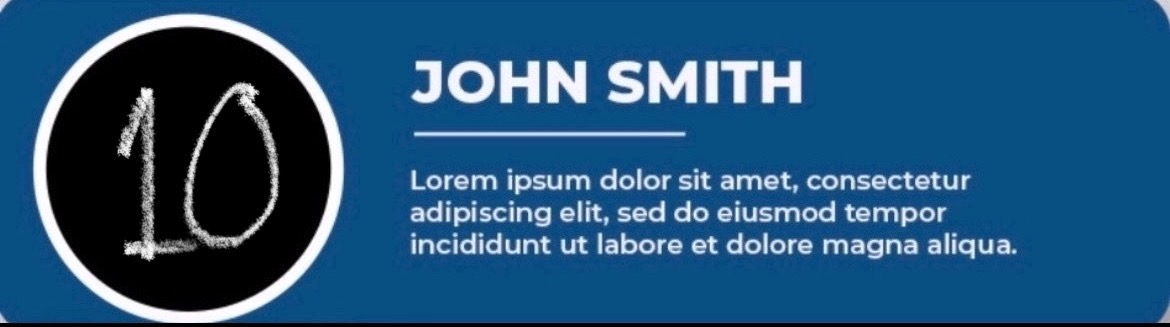 10
JOHN SMITH
Lorem ipsum dolor sit amet, consectetur
adipiscing elit, sed do eiusmod tempor
incididunt ut labore et dolore magna aliqua.